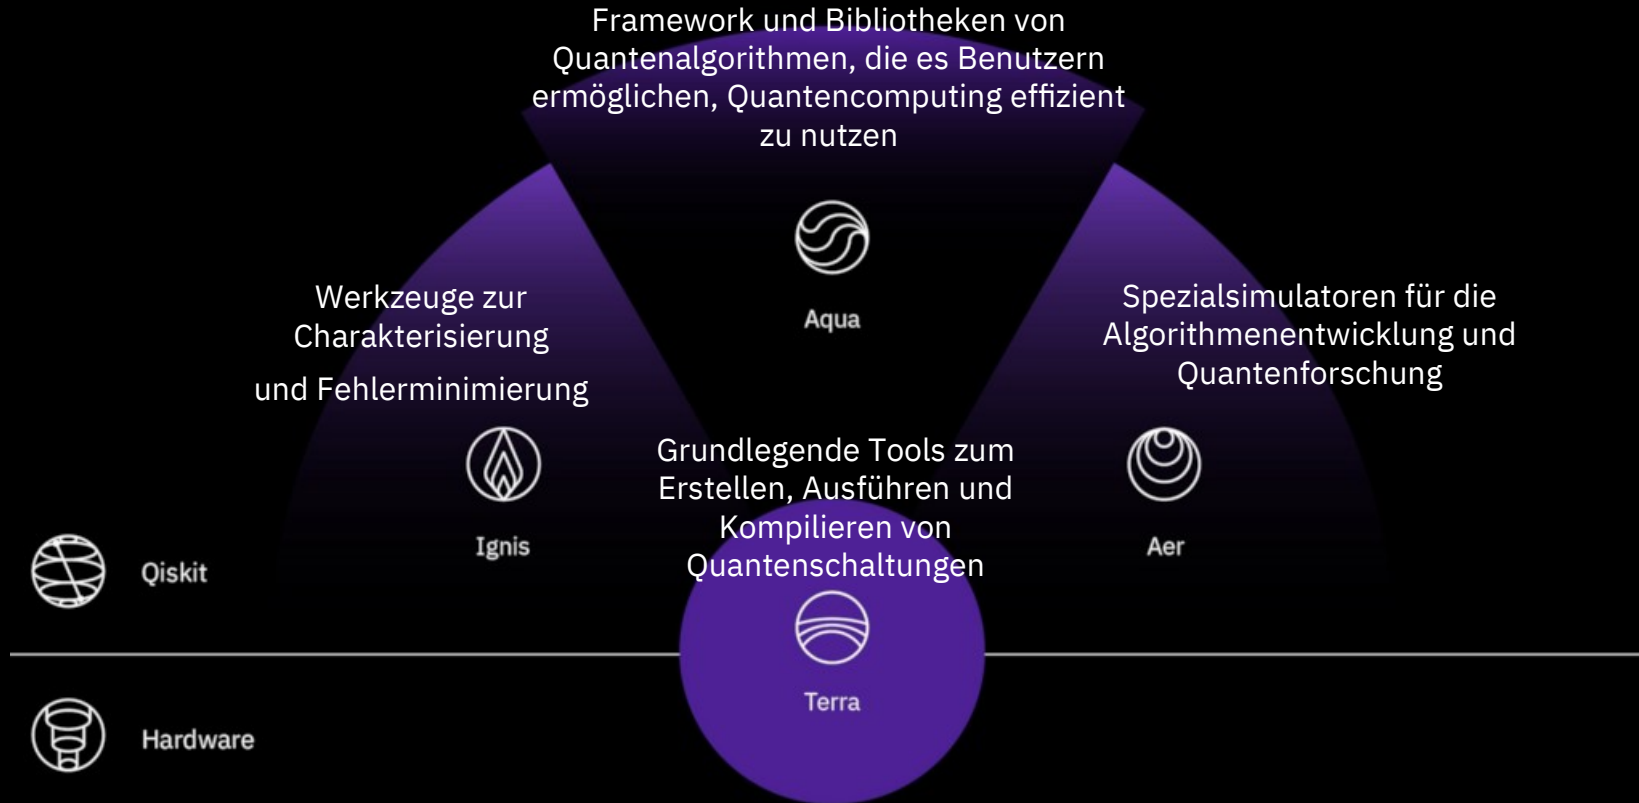 Framework und Bibliotheken von
Quantenalgorithmen, die es Benutzern
ermöglichen, Quantencomputing effizient
zu nutzen
Aqua
Werkzeuge zur
Charakterisierung
und Fehlerminimierung
Ignis
Spezialsimulatoren für die
Algorithmenentwicklung und
Quantenforschung
Aer
Grundlegende Tools zum
Erstellen, Ausführen und
Kompilieren von
Quantenschaltungen
Terra
Qiskit
Hardware